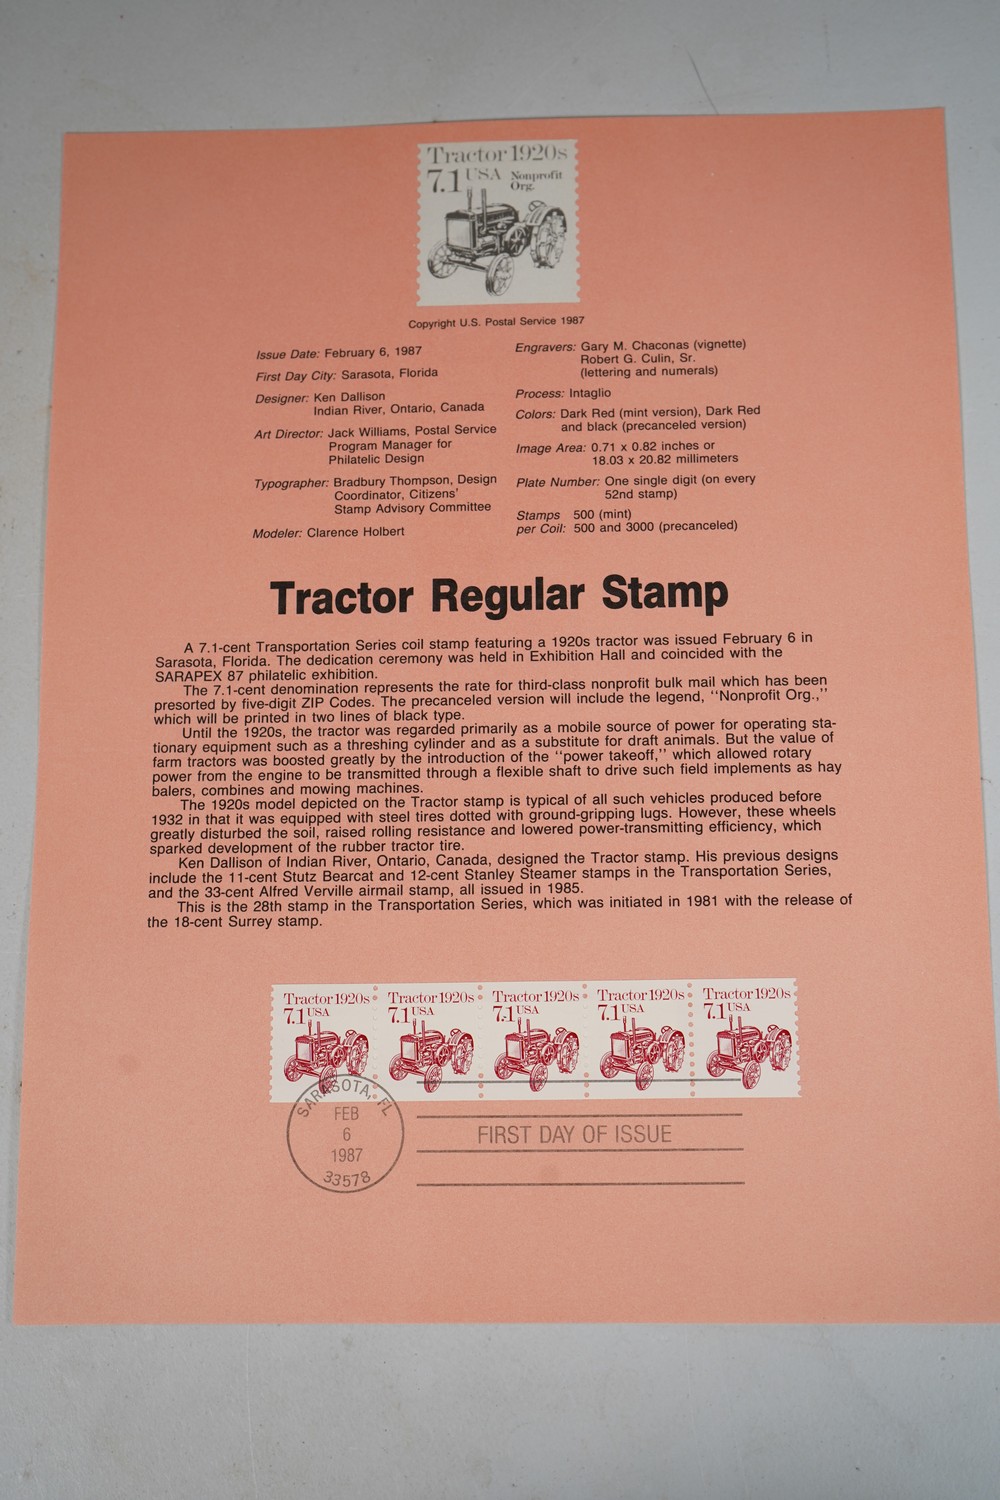 Tractor 1920s
7.1 USA Nonprofit
Org.
Copyright U.S. Postal Service 1987
Issue Date: February 6, 1987
First Day City: Sarasota, Florida
Designer: Ken Dallison
Indian River, Ontario, Canada
Art Director: Jack Williams, Postal Service
Program Manager for
Philatelic Design
Typographer: Bradbury Thompson, Design
Coordinator, Citizens'
Stamp Advisory Committee
Modeler: Clarence Holbert
Engravers: Gary M. Chaconas (vignette)
Robert G. Culin, Sr.
(lettering and numerals)
Process: Intaglio
Colors: Dark Red (mint version), Dark Red
and black (precanceled version)
Image Area: 0.71 x 0.82 inches or
18.03 x 20.82 millimeters
Plate Number: One single digit (on every
52nd stamp)
Stamps 500 (mint)
per Coil: 500 and 3000 (precanceled)
Tractor Regular Stamp
A 7.1-cent Transportation Series coil stamp featuring a 1920s tractor was issued February 6 in
Sarasota, Florida. The dedication ceremony was held in Exhibition Hall and coincided with the
SARAPEX 87 philatelic exhibition.
The 7.1-cent denomination represents the rate for third-class nonprofit bulk mail which has been
presorted by five-digit ZIP Codes. The precanceled version will include the legend, "Nonprofit Org.,"
which will be printed in two lines of black type.
Until the 1920s, the tractor was regarded primarily as a mobile source of power for operating sta-
tionary equipment such as a threshing cylinder and as a substitute for draft animals. But the value of
farm tractors was boosted greatly by the introduction of the "power takeoff," which allowed rotary
power from the engine to be transmitted through a flexible shaft to drive such field implements as hay
balers, combines and mowing machines.
The 1920s model depicted on the Tractor stamp is typical of all such vehicles produced before
1932 in that it was equipped with steel tires dotted with ground-gripping lugs. However, these wheels
greatly disturbed the soil, raised rolling resistance and lowered power-transmitting efficiency, which
sparked development of the rubber tractor tire.
Ken Dallison of Indian River, Ontario, Canada, designed the Tractor stamp. His previous designs
include the 11-cent Stutz Bearcat and 12-cent Stanley Steamer stamps in the Transportation Series,
and the 33-cent Alfred Verville airmail stamp, all issued in 1985.
This is the 28th stamp in the Transportation Series, which was initiated in 1981 with the release of
the 18-cent Surrey stamp.
Tractor 1920s Tractor 1920s Tractor 1920s Tractor 1920s Tractor 1920s
7.1 USA 7.1 USA 7.1 USA 7.1 USA 7.1 USA
SARASOTA, FL
FEB
6
1987
33578
FIRST DAY OF ISSUE